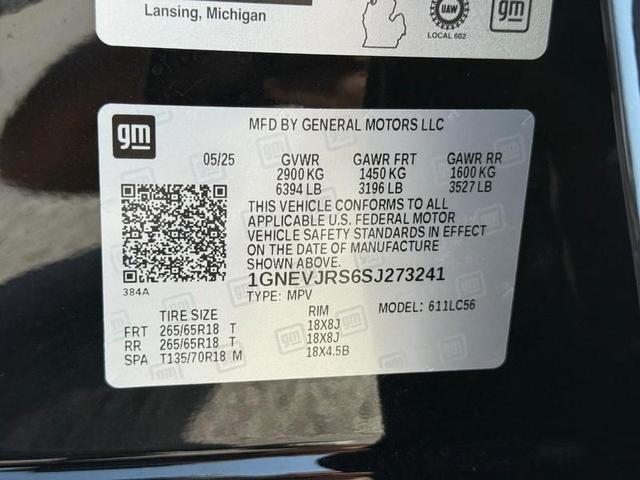 Lansing, Michigan
UAW
LOCAL 602
gm
gm
MFD BY GENERAL MOTORS LLC
05/25 GVWR GAWR FRT GAWR RR
2900 KG 1450 KG 1600 KG
6394 LB 3196 LB 3527 LB
THIS VEHICLE CONFORMS TO ALL
APPLICABLE U.S. FEDERAL MOTOR
VEHICLE SAFETY STANDARDS IN EFFECT
ON THE DATE OF MANUFACTURE
SHOWN ABOVE.
1GNEVJRS6SJ273241
384A
TYPE: MPV
MODEL: 611LC56
TIRE SIZE RIM
FRT 265/65R18 T 18X8J
RR 265/65R18 T 18X8J
SPA T135/70R18 M 18X4.5B